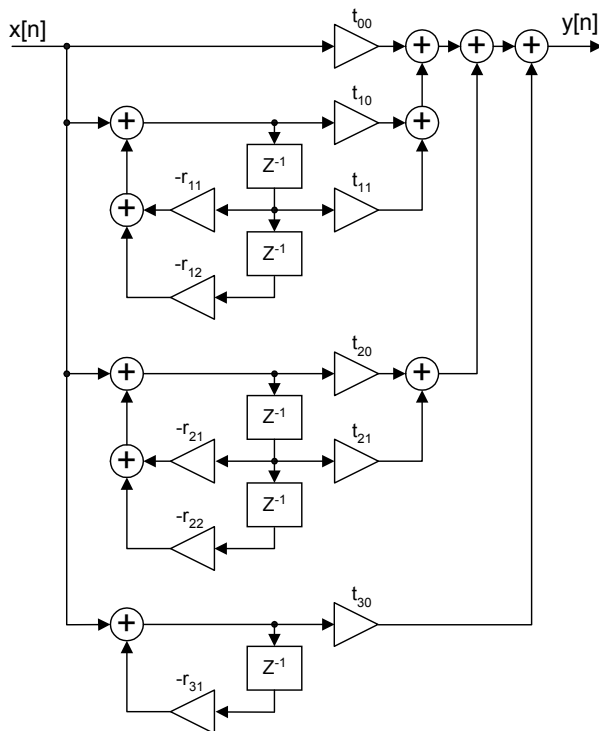 x[n] t₀₀ y[n]
+ + +
t₁₀
+ +
Z⁻¹
-r₁₁ t₁₁
+
Z⁻¹
-r₁₂
t₂₀
+ +
Z⁻¹
-r₂₁ t₂₁
+
Z⁻¹
-r₂₂
t₃₀
+
Z⁻¹
-r₃₁